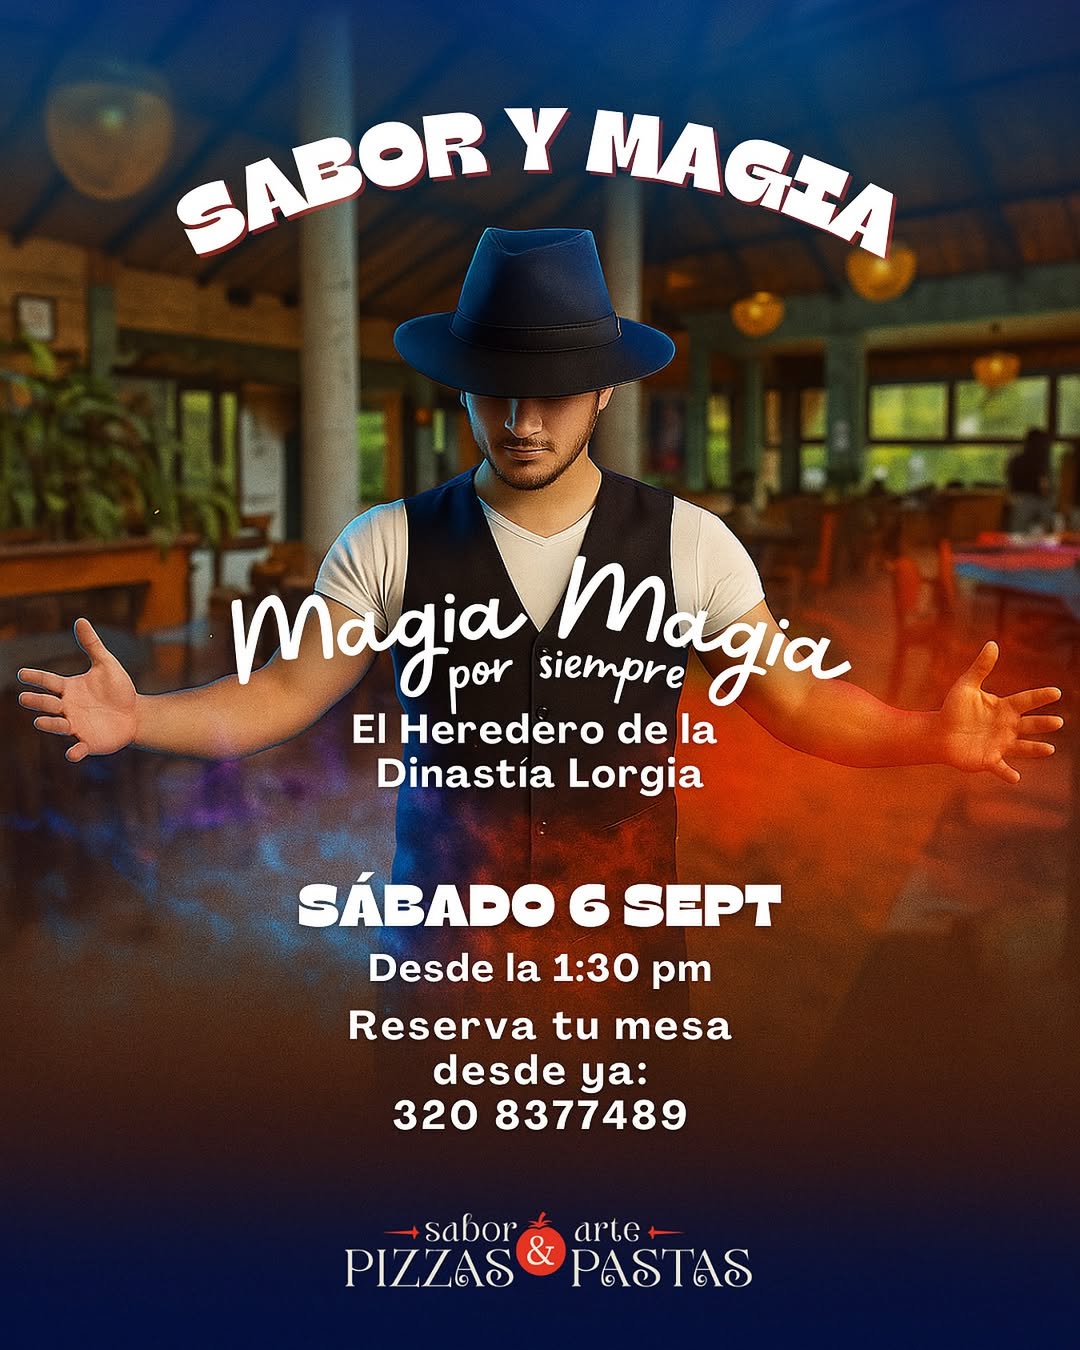 SABOR Y MAGIA
Magia Magia
por siempre
El Heredero de la
Dinastía Lorgia
SÁBADO 6 SEPT
Desde la 1:30 pm
Reserva tu mesa
desde ya:
320 8377489
sabor & arte
PIZZAS & PASTAS